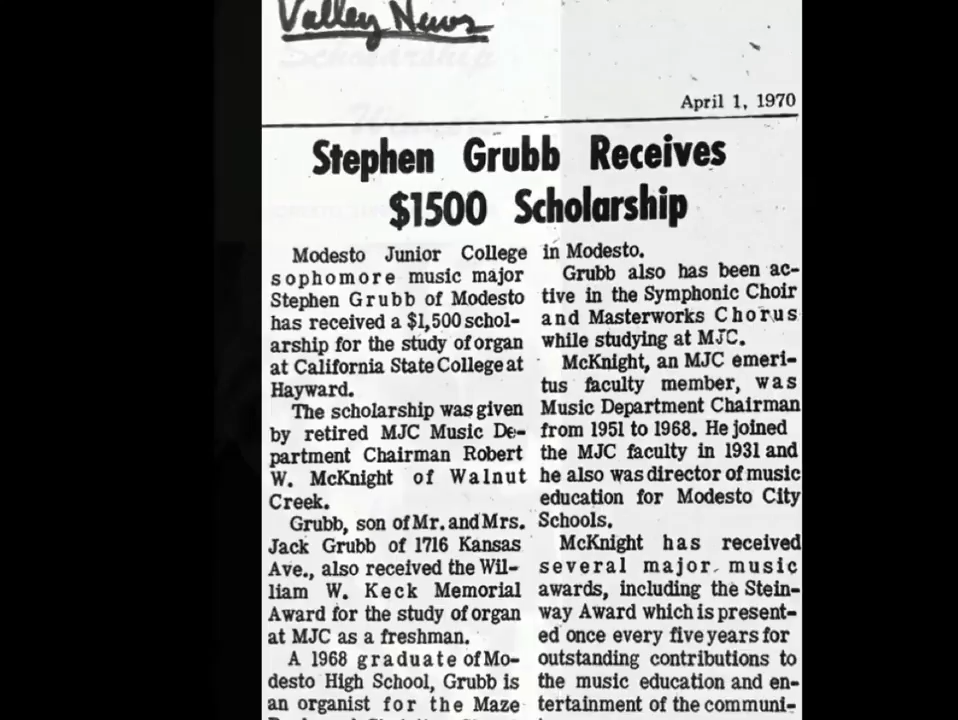 Valley News
April 1, 1970
Stephen Grubb Receives
$1500 Scholarship
Modesto Junior College
sophomore music major
Stephen Grubb of Modesto
has received a $1,500 schol-
arship for the study of organ
at California State College at
Hayward.
The scholarship was given
by retired MJC Music De-
partment Chairman Robert
W. McKnight of Walnut
Creek.
Grubb, son of Mr. and Mrs.
Jack Grubb of 1716 Kansas
Ave., also received the Wil-
liam W. Keck Memorial
Award for the study of organ
at MJC as a freshman.
A 1968 graduate of Mo-
desto High School, Grubb is
an organist for the Maze
in Modesto.
Grubb also has been ac-
tive in the Symphonic Choir
and Masterworks Chorus
while studying at MJC.
McKnight, an MJC emeri-
tus faculty member, was
Music Department Chairman
from 1951 to 1968. He joined
the MJC faculty in 1931 and
he also was director of music
education for Modesto City
Schools.
McKnight has received
several major music
awards, including the Stein-
way Award which is present-
ed once every five years for
outstanding contributions to
the music education and en-
tertainment of the communi-